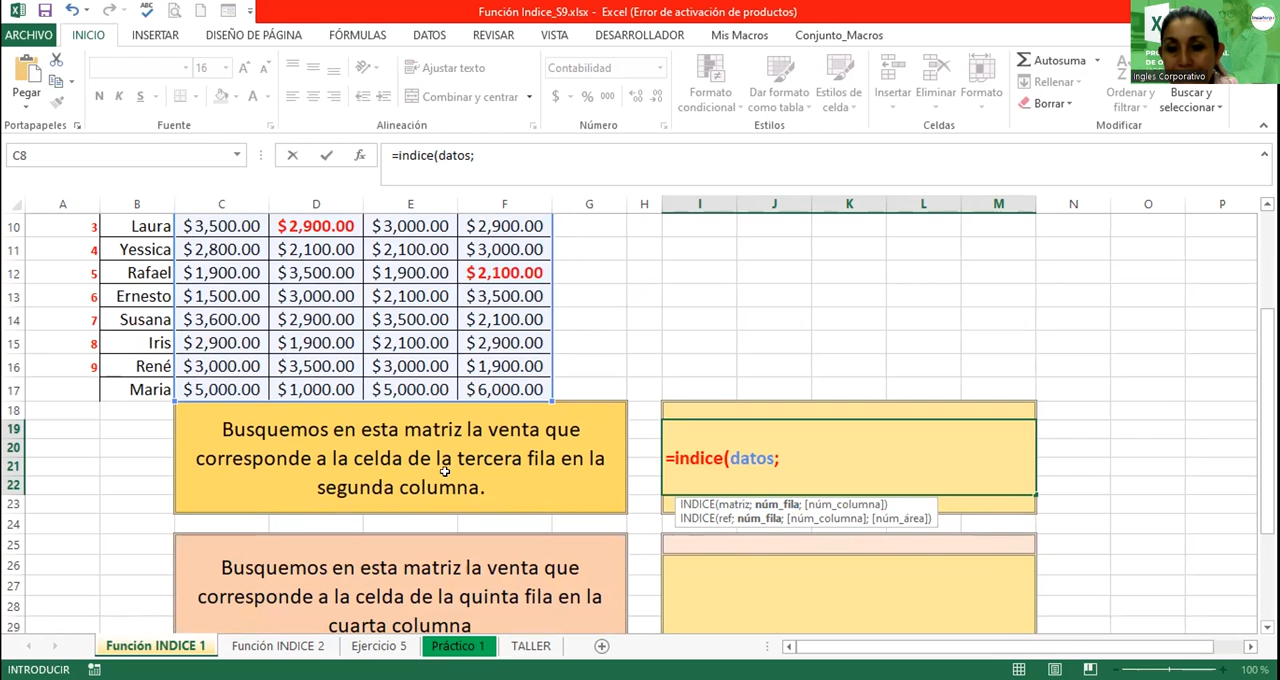 Función Indice_S9.xlsx - Excel (Error de activación de productos)
ARCHIVO INICIO INSERTAR DISEÑO DE PÁGINA FÓRMULAS DATOS REVISAR VISTA DESARROLLADOR Mis Macros Conjunto_Macros
Ingles Corporativo
Pegar
16
N K S
Ajustar texto
Combinar y centrar
Contabilidad
$ % 000
Formato condicional
Dar formato como tabla
Estilos de celda
Insertar Eliminar Formato
Autosuma
Rellenar
Borrar
Ordenar y filtrar
Buscar y seleccionar
Portapapeles Fuente Alineación Número Estilos Celdas Modificar
C8 fx =indice(datos;
A B C D E F G H I J K L M N O P
10 3 Laura $ 3,500.00 $ 2,900.00 $ 3,000.00 $ 2,900.00
11 4 Yessica $ 2,800.00 $ 2,100.00 $ 2,100.00 $ 3,000.00
12 5 Rafael $ 1,900.00 $ 3,500.00 $ 1,900.00 $ 2,100.00
13 6 Ernesto $ 1,500.00 $ 3,000.00 $ 2,100.00 $ 3,500.00
14 7 Susana $ 3,600.00 $ 2,900.00 $ 3,500.00 $ 2,100.00
15 8 Iris $ 2,900.00 $ 1,900.00 $ 2,100.00 $ 2,900.00
16 9 René $ 3,000.00 $ 3,500.00 $ 3,000.00 $ 1,900.00
17 Maria $ 5,000.00 $ 1,000.00 $ 5,000.00 $ 6,000.00
18
19 Busquemos en esta matriz la venta que
20
21 corresponde a la celda de la tercera fila en la =indice(datos;
22 segunda columna.
23 INDICE(matriz; núm_fila; [núm_columna])
24 INDICE(ref; núm_fila; [núm_columna]; [núm_área])
25
26 Busquemos en esta matriz la venta que
27 corresponde a la celda de la quinta fila en la
28
29 cuarta columna
Función INDICE 1 Función INDICE 2 Ejercicio 5 Práctico 1 TALLER
INTRODUCIR 100 %